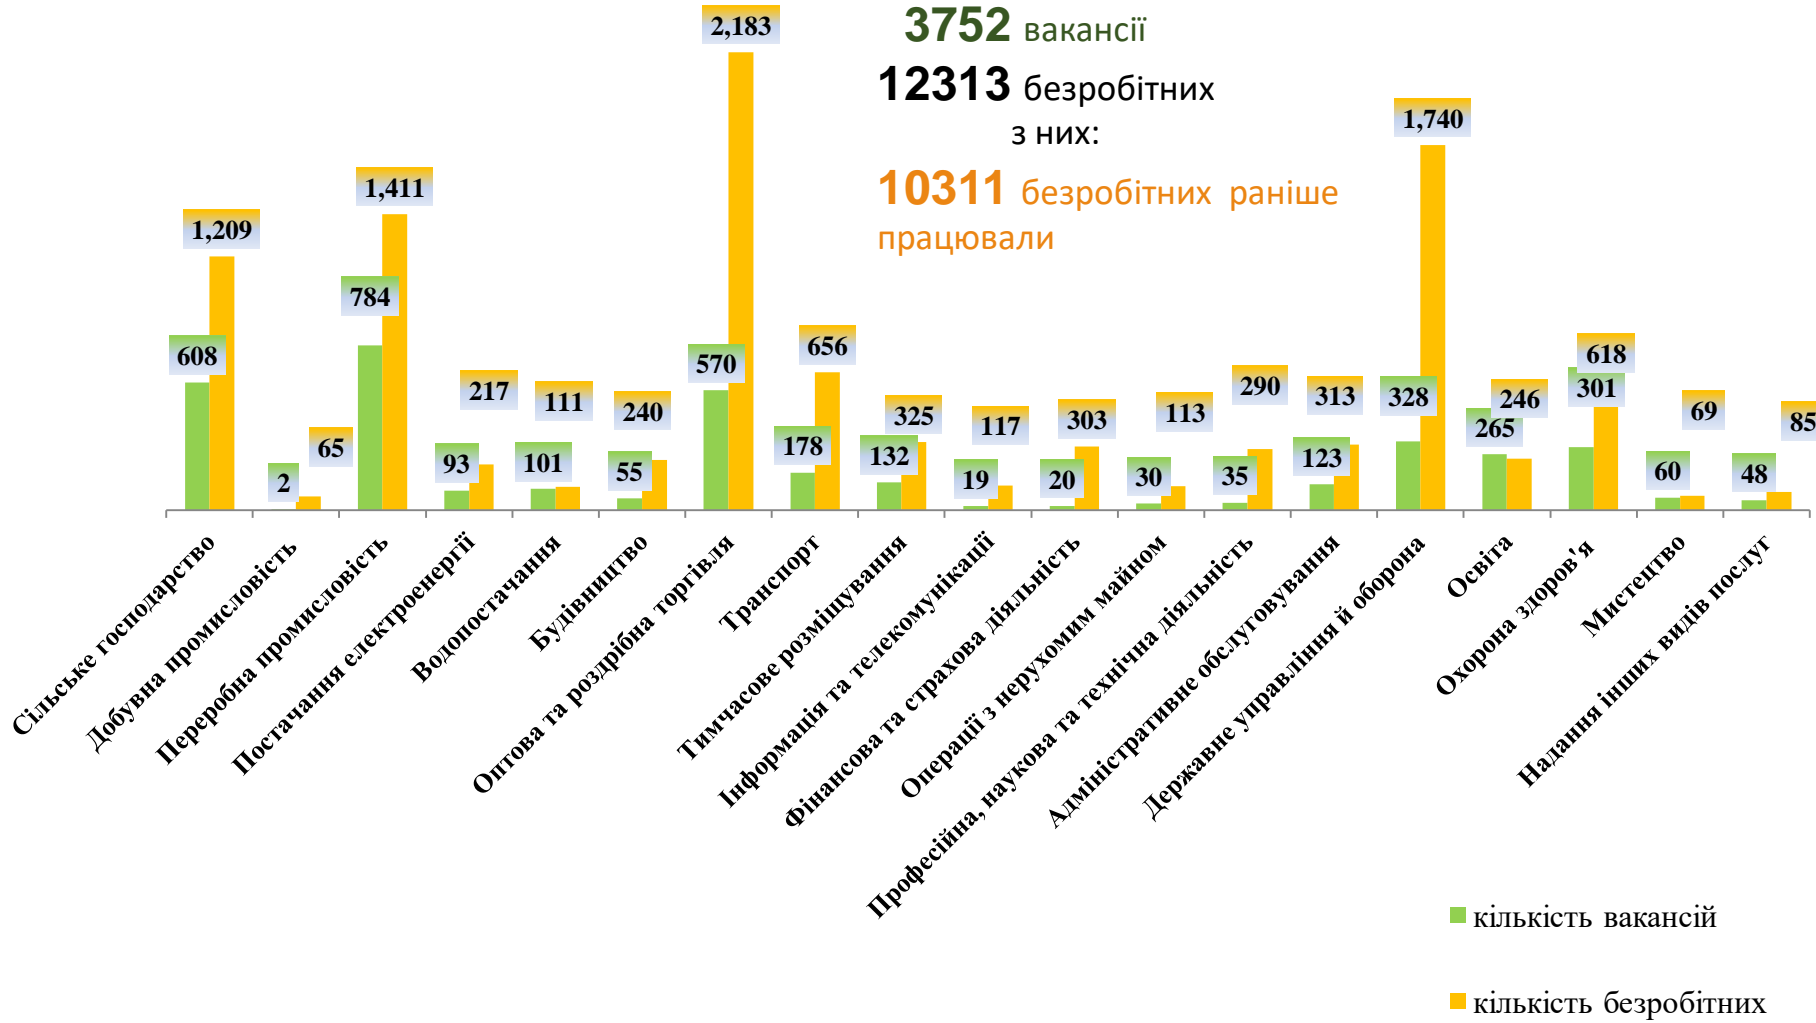 3752 вакансії
12313 безробітних
з них:
10311 безробітних раніше
працювали
2,183
1,740
1,411
1,209
784
608
570
656
328
618
301
65
2
217
93
111
101
240
55
178
325
132
117
19
303
20
113
30
290
35
313
123
265
246
69
60
85
48
Сільське господарство
Добувна промисловість
Переробна промисловість
Постачання електроенергії
Водопостачання
Будівництво
Оптова та роздрібна торгівля
Транспорт
Тимчасове розміщування
Інформація та телекомунікації
Фінансова та страхова діяльність
Операції з нерухомим майном
Професійна, наукова та технічна діяльність
Адміністративне обслуговування
Державне управління й оборона
Освіта
Охорона здоров'я
Мистецтво
Надання інших видів послуг
кількість вакансій
кількість безробітних